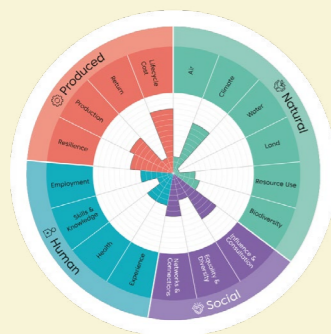 Produced
Lifecycle
Cost
Return
Production
Resilience
Natural
Air
Climate
Water
Land
Resource Use
Biodiversity
Social
Influence &
Consultation
Equality &
Diversity
Networks &
Connections
Human
Experience
Health
Skills &
Knowledge
Employment